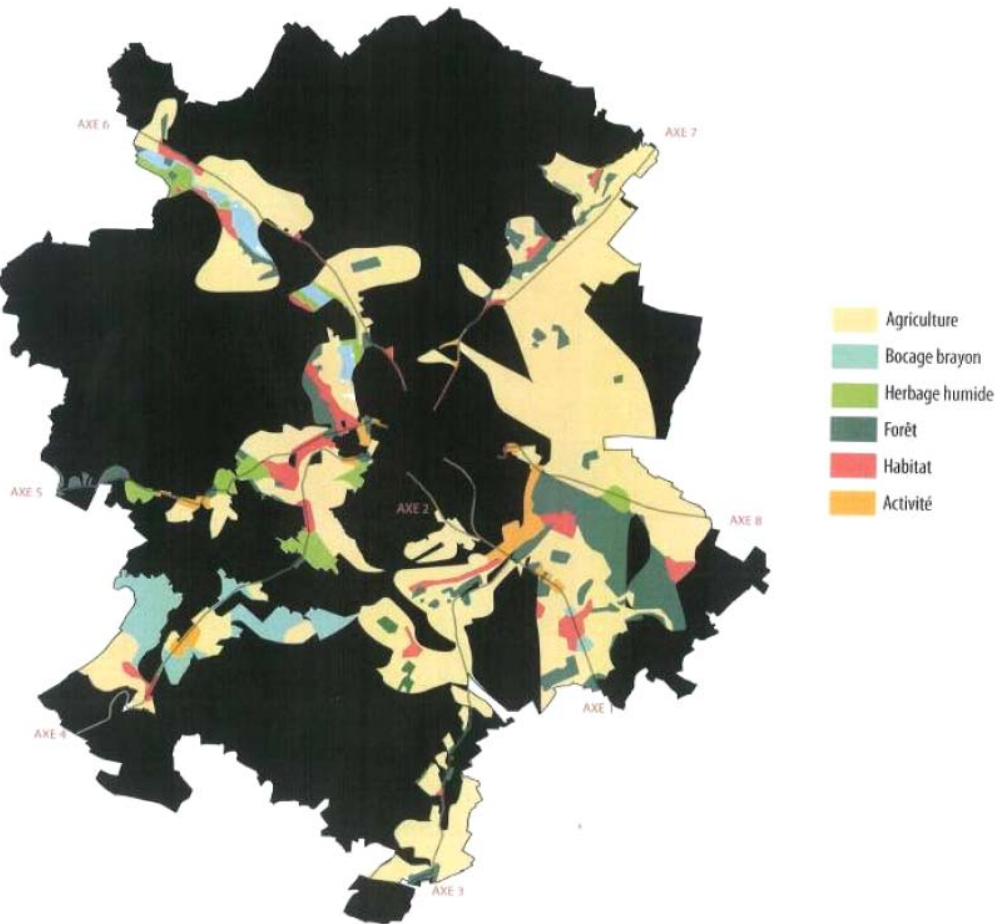 AXE 6
AXE 7
Agriculture
Bocage brayon
Herbage humide
Forêt
Habitat
Activité
AXE 5
AXE 2
AXE 8
AXE 1
AXE 4
AXE 3